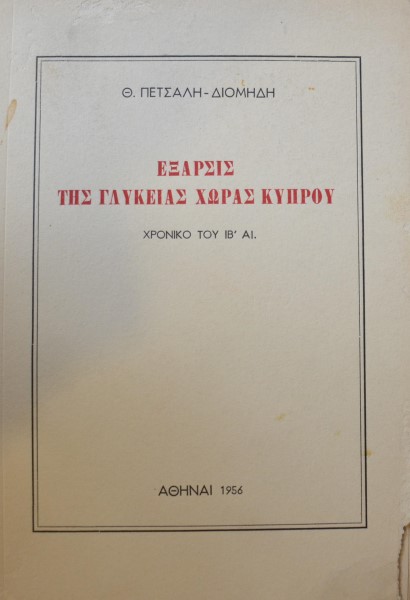 Θ. ΠΕΤΣΑΛΗ-ΔΙΟΜΗΔΗ
ΕΞΑΡΣΙΣ
ΤΗΣ ΓΛΥΚΕΙΑΣ ΧΩΡΑΣ ΚΥΠΡΟΥ
ΧΡΟΝΙΚΟ ΤΟΥ ΙΒ' ΑΙ.
ΑΘΗΝΑΙ 1956